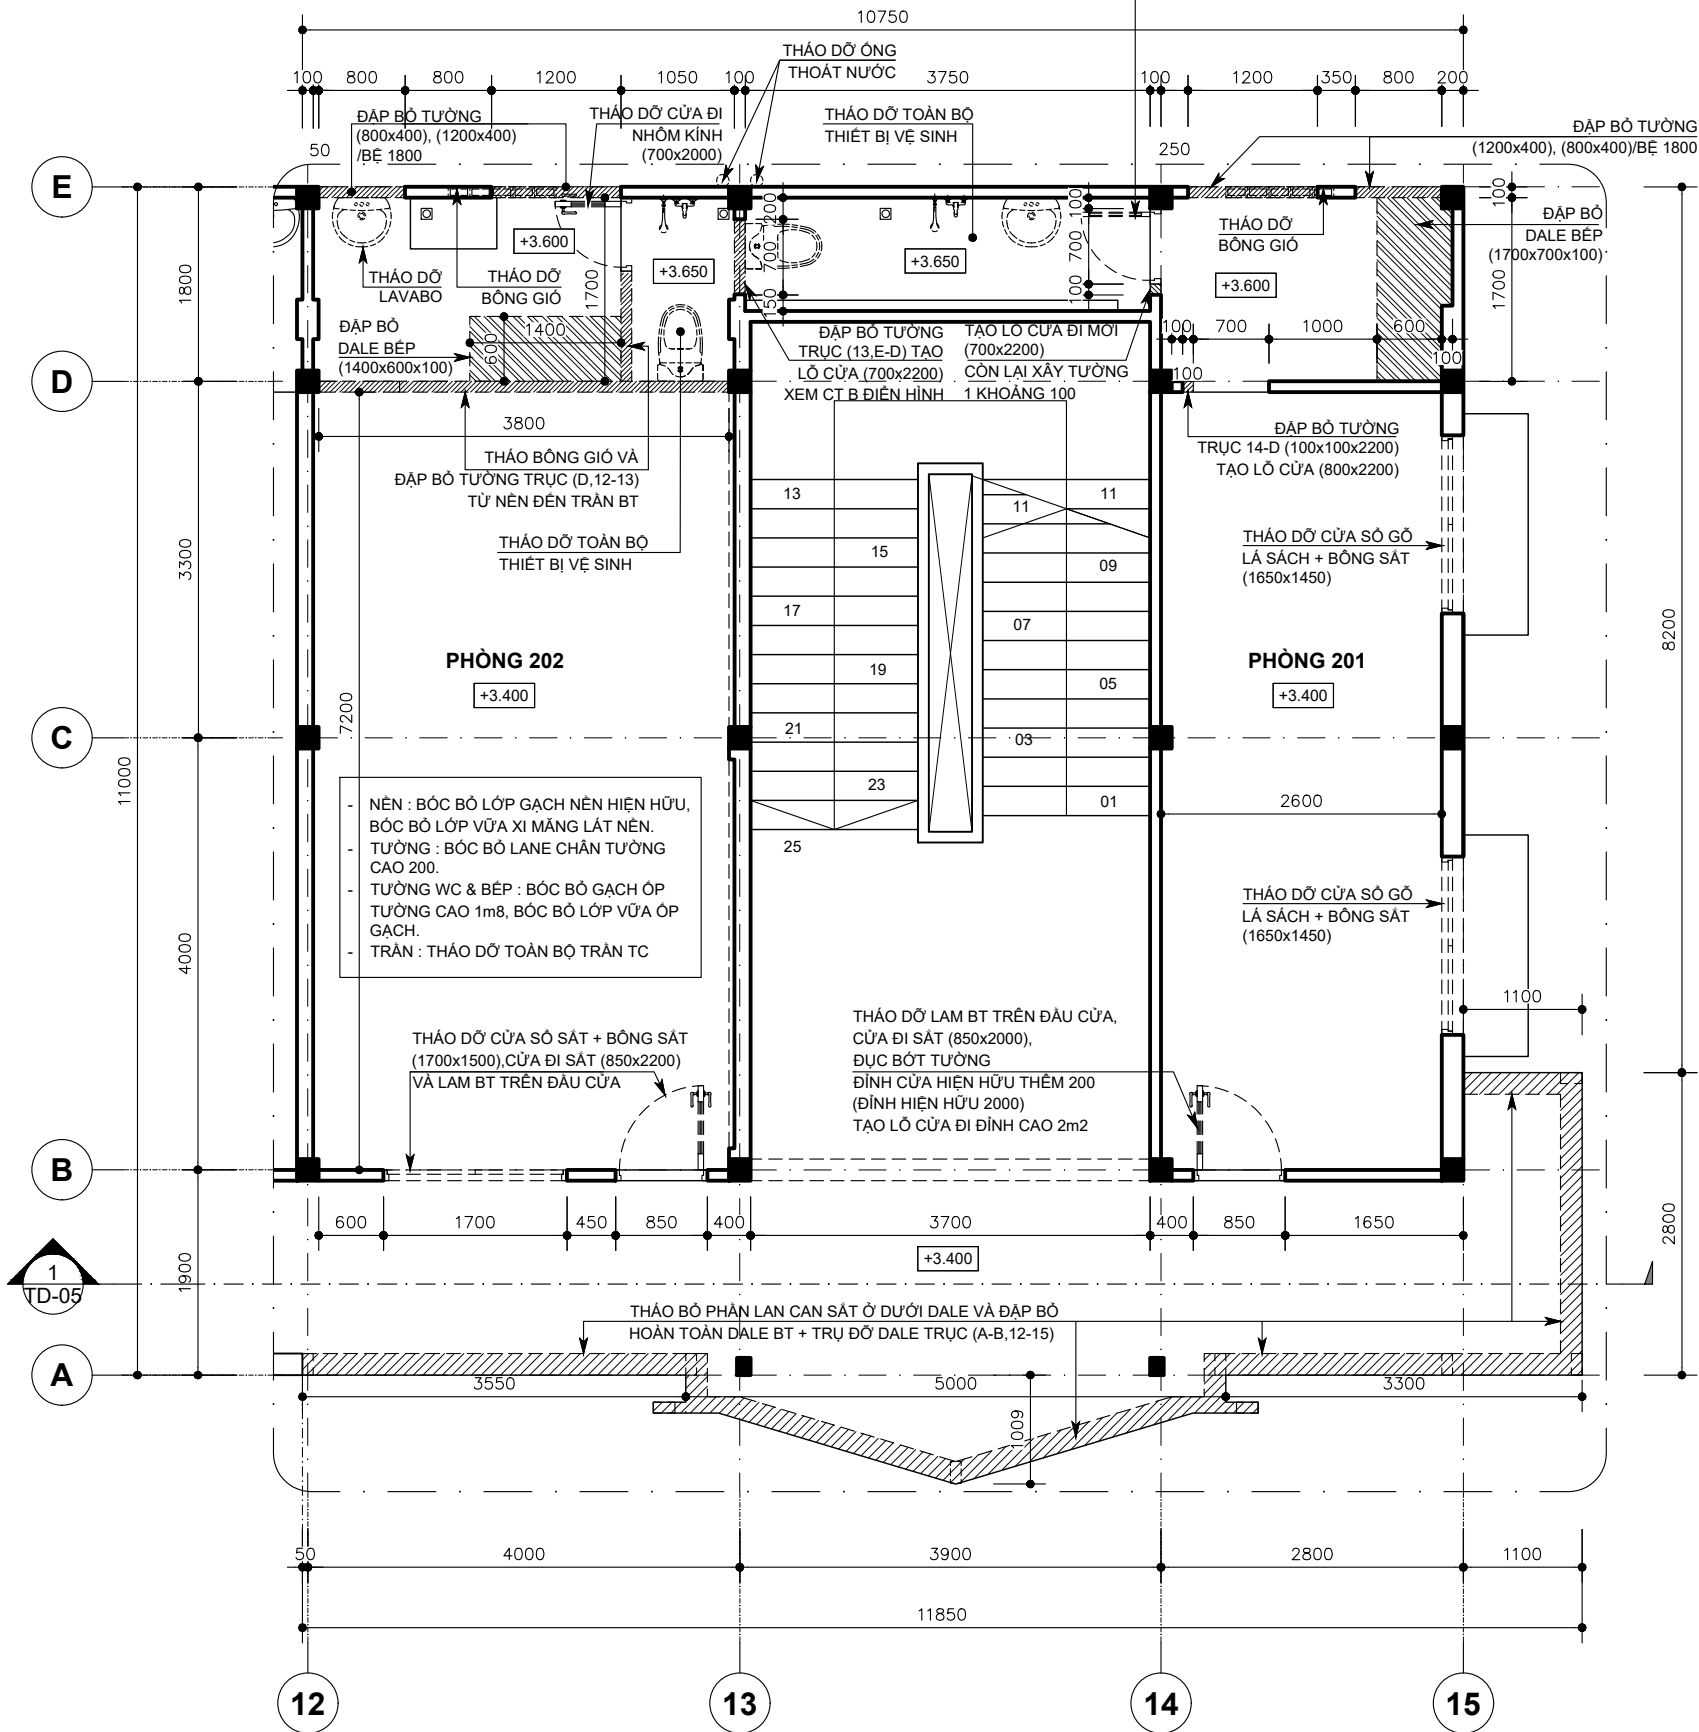 10750
THÁO DỠ ỐNG
THOÁT NƯỚC
100 800 800 1200 1050 100 3750 100 1200 350 800 200
ĐẬP BỎ TƯỜNG
(800x400), (1200x400)
/BỆ 1800
THÁO DỠ CỬA ĐI
NHÔM KÍNH
(700x2000)
THÁO DỠ TOÀN BỘ
THIẾT BỊ VỆ SINH
ĐẬP BỎ TƯỜNG
(1200x400), (800x400)/BỆ 1800
50
250
E
+3.600
+3.650
+3.650
+3.600
THÁO DỠ
LAVABO
THÁO DỠ
BÔNG GIÓ
THÁO DỠ
BÔNG GIÓ
ĐẬP BỎ
DALE BẾP
(1700x700x100)
200
700
150
100
700
100
100
1700
1800
1700
ĐẬP BỎ
DALE BẾP
(1400x600x100)
1400
600
ĐẬP BỎ TƯỜNG
TRỤC (13,E-D) TẠO
LỖ CỬA (700x2200)
XEM CT B ĐIỂN HÌNH
TẠO LỖ CỬA ĐI MỚI
(700x2200)
CÒN LẠI XÂY TƯỜNG
1 KHOẢNG 100
100 700 1000 600
100
100
D
3800
THÁO BÔNG GIÓ VÀ
ĐẬP BỎ TƯỜNG TRỤC (D,12-13)
TỪ NỀN ĐẾN TRẦN BT
ĐẬP BỎ TƯỜNG
TRỤC 14-D (100x100x2200)
TẠO LỖ CỬA (800x2200)
13
11
11
THÁO DỠ TOÀN BỘ
THIẾT BỊ VỆ SINH
15
09
THÁO DỠ CỬA SỔ GỖ
LÁ SÁCH + BÔNG SẮT
(1650x1450)
3300
17
07
8200
PHÒNG 202
+3.400
19
05
PHÒNG 201
+3.400
7200
C
21
03
11000
23
01
25
2600
- NỀN : BÓC BỎ LỚP GẠCH NỀN HIỆN HỮU,
BÓC BỎ LỚP VỮA XI MĂNG LÁT NỀN.
- TƯỜNG : BÓC BỎ LANE CHÂN TƯỜNG
CAO 200.
- TƯỜNG WC & BẾP : BÓC BỎ GẠCH ỐP
TƯỜNG CAO 1m8, BÓC BỎ LỚP VỮA ỐP
GẠCH.
- TRẦN : THÁO DỠ TOÀN BỘ TRẦN TC
THÁO DỠ CỬA SỔ GỖ
LÁ SÁCH + BÔNG SẮT
(1650x1450)
4000
1100
THÁO DỠ CỬA SỔ SẮT + BÔNG SẮT
(1700x1500),CỬA ĐI SẮT (850x2200)
VÀ LAM BT TRÊN ĐẦU CỬA
THÁO DỠ LAM BT TRÊN ĐẦU CỬA,
CỬA ĐI SẮT (850x2000),
ĐỤC BỚT TƯỜNG
ĐỈNH CỬA HIỆN HỮU THÊM 200
(ĐỈNH HIỆN HỮU 2000)
TẠO LỖ CỬA ĐI ĐỈNH CAO 2m2
B
600 1700 450 850 400 3700 400 850 1650
+3.400
2800
1900
1
TD-05
THÁO BỎ PHẦN LAN CAN SẮT Ở DƯỚI DALE VÀ ĐẬP BỎ
HOÀN TOÀN DALE BT + TRỤ ĐỠ DALE TRỤC (A-B,12-15)
A
3550 5000 3300
1009
50 4000 3900 2800 1100
11850
12 13 14 15